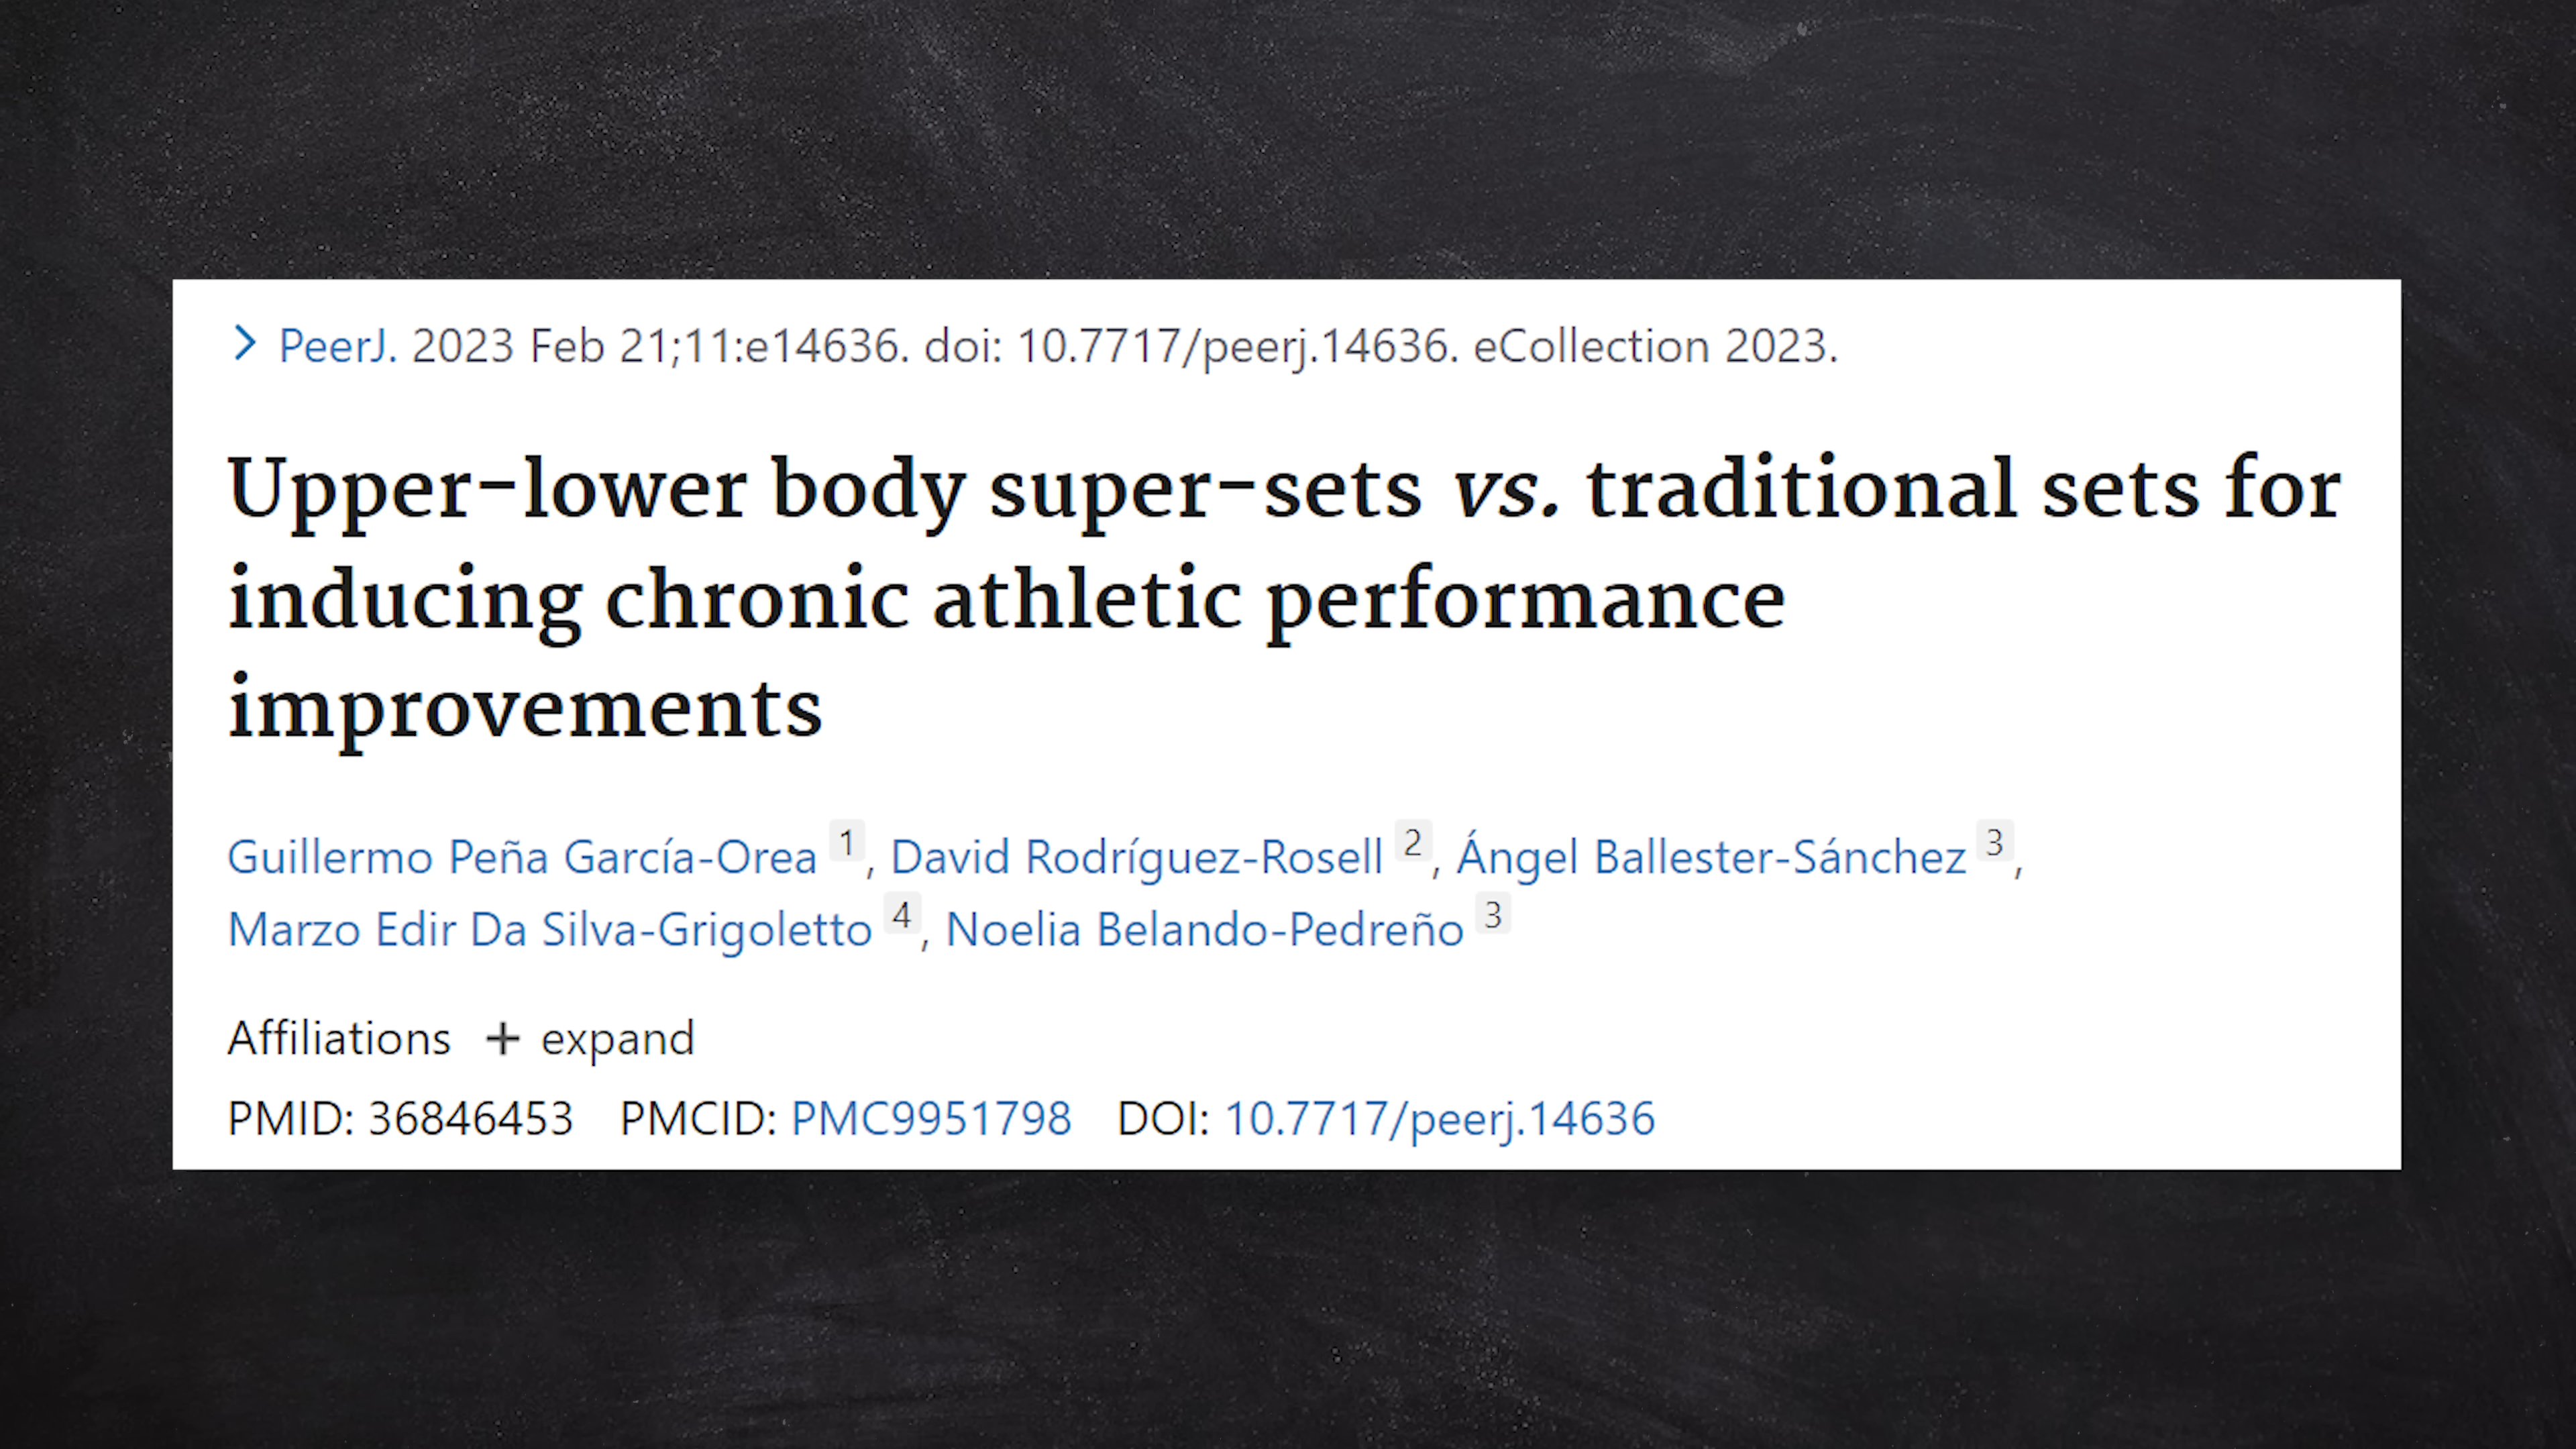 > PeerJ. 2023 Feb 21;11:e14636. doi: 10.7717/peerj.14636. eCollection 2023.
Upper-lower body super-sets vs. traditional sets for
inducing chronic athletic performance
improvements
Guillermo Peña García-Orea 1, David Rodríguez-Rosell 2, Ángel Ballester-Sánchez 3,
Marzo Edir Da Silva-Grigoletto 4, Noelia Belando-Pedreño 3
Affiliations + expand
PMID: 36846453 PMCID: PMC9951798 DOI: 10.7717/peerj.14636